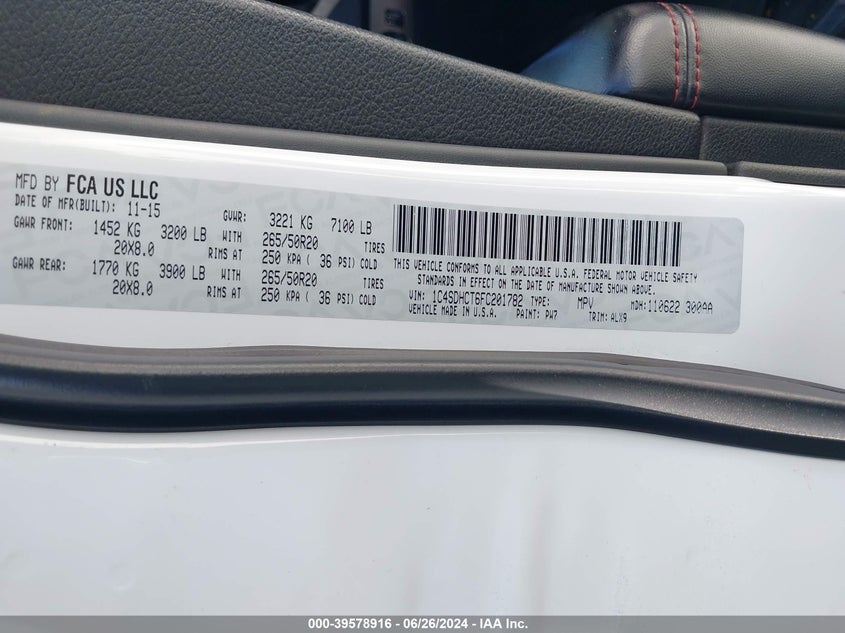 MFD BY FCA US LLC
DATE OF MFR(BUILT): 11-15 GVWR: 3221 KG 7100 LB
GAWR FRONT: 1452 KG 3200 LB WITH 265/50R20 TIRES
20X8.0 RIMS AT 250 KPA ( 36 PSI) COLD
GAWR REAR: 1770 KG 3900 LB WITH 265/50R20 TIRES
20X8.0 RIMS AT 250 KPA ( 36 PSI) COLD
THIS VEHICLE CONFORMS TO ALL APPLICABLE U.S.A. FEDERAL MOTOR VEHICLE SAFETY
STANDARDS IN EFFECT ON THE DATE OF MANUFACTURE SHOWN ABOVE.
VIN: 1C4SDHCT6FC201782 TYPE: MPV MDH: 110622 300AA
VEHICLE MADE IN U.S.A. PAINT: PW7 TRIM: ALX9
000-39578916 - 06/26/2024 - IAA Inc.